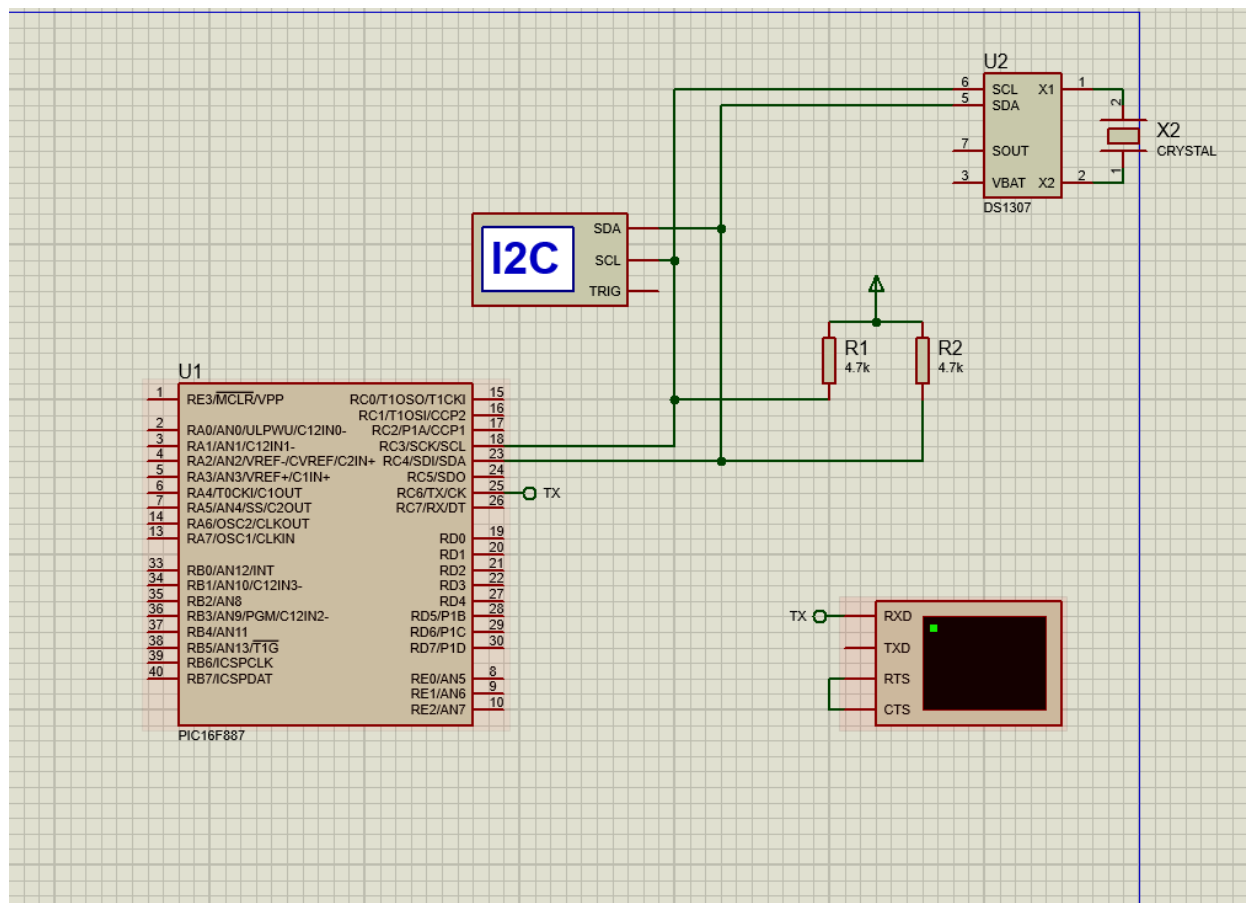 U2
6 SCL X1 1
5 SDA
2
X2
CRYSTAL
7 SOUT
1
3 VBAT X2 2
DS1307
I2C
SDA
SCL
TRIG
R1
4.7k
R2
4.7k
U1
1 RE3/MCLR/VPP RC0/T1OSO/T1CKI 15
RC1/T1OSI/CCP2 16
2 RA0/AN0/ULPWU/C12IN0- RC2/P1A/CCP1 17
3 RA1/AN1/C12IN1- RC3/SCK/SCL 18
4 RA2/AN2/VREF-/CVREF/C2IN+ RC4/SDI/SDA 23
5 RA3/AN3/VREF+/C1IN+ RC5/SDO 24
6 RA4/T0CKI/C1OUT RC6/TX/CK 25 TX
7 RA5/AN4/SS/C2OUT RC7/RX/DT 26
14 RA6/OSC2/CLKOUT
13 RA7/OSC1/CLKIN RD0 19
RD1 20
33 RB0/AN12/INT RD2 21
34 RB1/AN10/C12IN3- RD3 22
35 RB2/AN8 RD4 27
36 RB3/AN9/PGM/C12IN2- RD5/P1B 28
37 RB4/AN11 RD6/P1C 29
38 RB5/AN13/T1G RD7/P1D 30
39 RB6/ICSPCLK
40 RB7/ICSPDAT RE0/AN5 8
RE1/AN6 9
RE2/AN7 10
PIC16F887
TX RXD
TXD
RTS
CTS